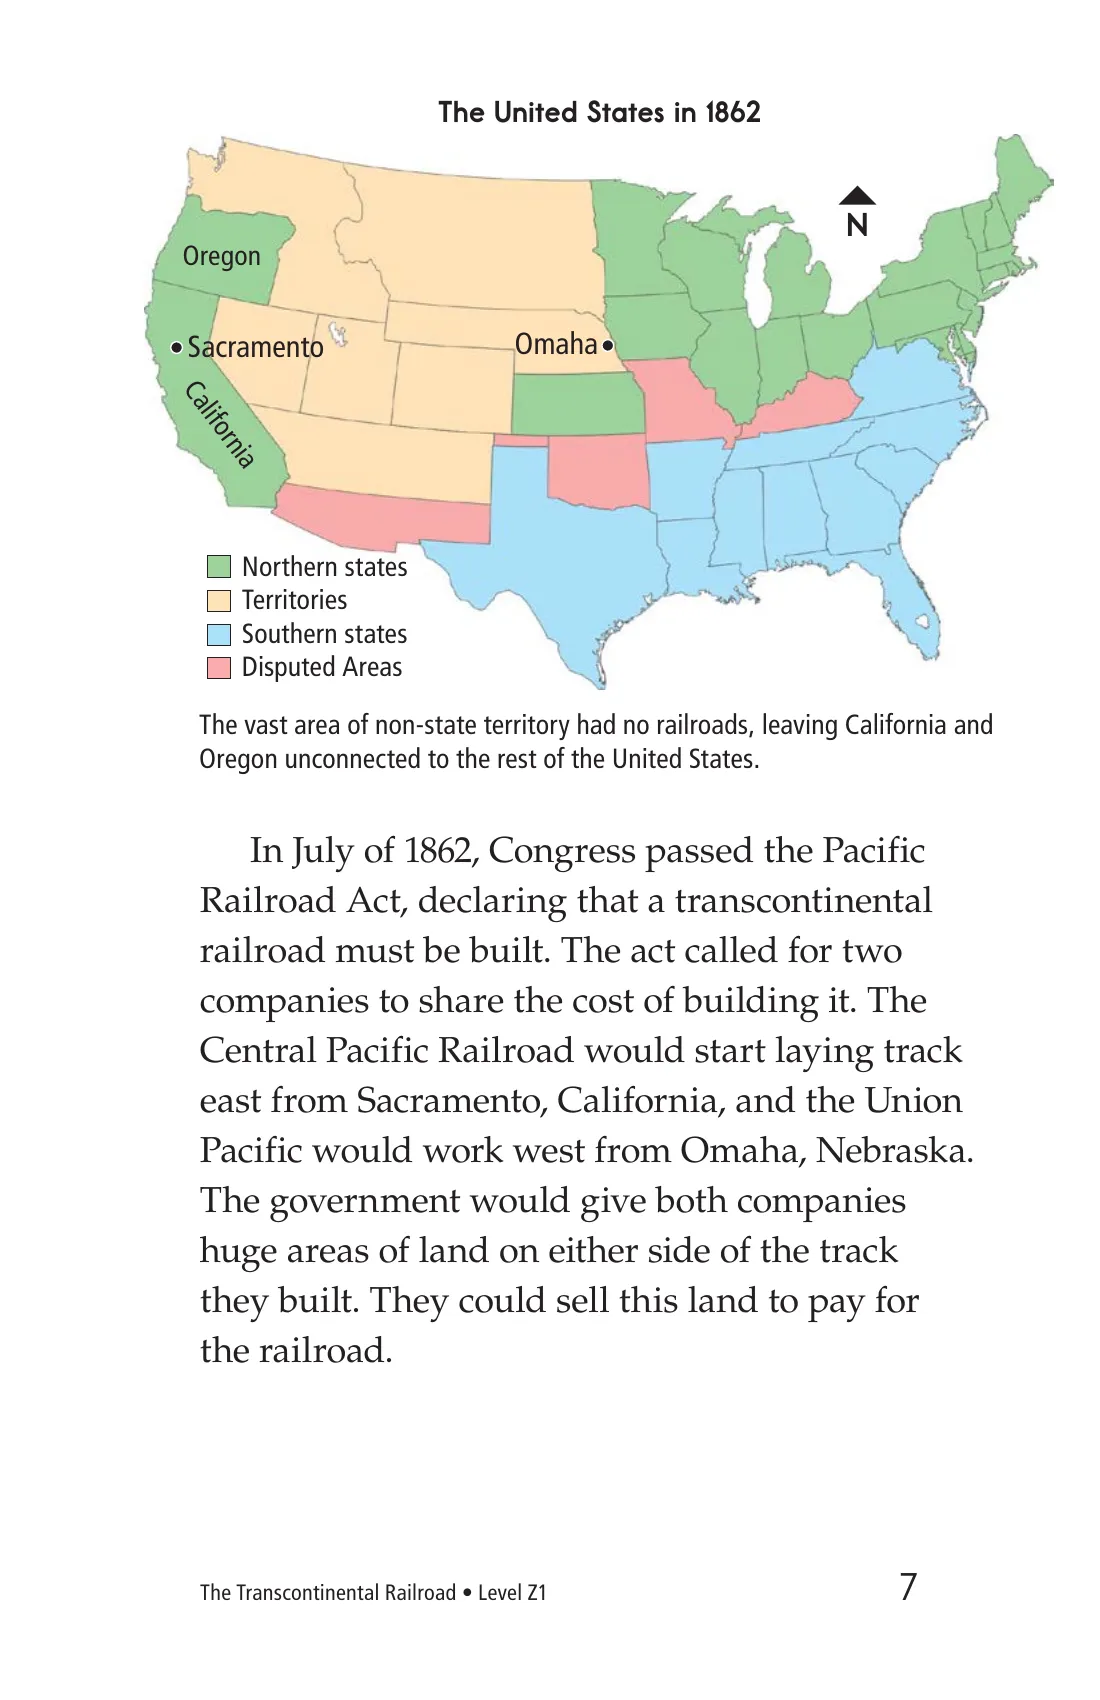 The United States in 1862
N
Oregon
Sacramento
Omaha
California
Northern states
Territories
Southern states
Disputed Areas
The vast area of non-state territory had no railroads, leaving California and
Oregon unconnected to the rest of the United States.
In July of 1862, Congress passed the Pacific
Railroad Act, declaring that a transcontinental
railroad must be built. The act called for two
companies to share the cost of building it. The
Central Pacific Railroad would start laying track
east from Sacramento, California, and the Union
Pacific would work west from Omaha, Nebraska.
The government would give both companies
huge areas of land on either side of the track
they built. They could sell this land to pay for
the railroad.
The Transcontinental Railroad • Level Z1
7